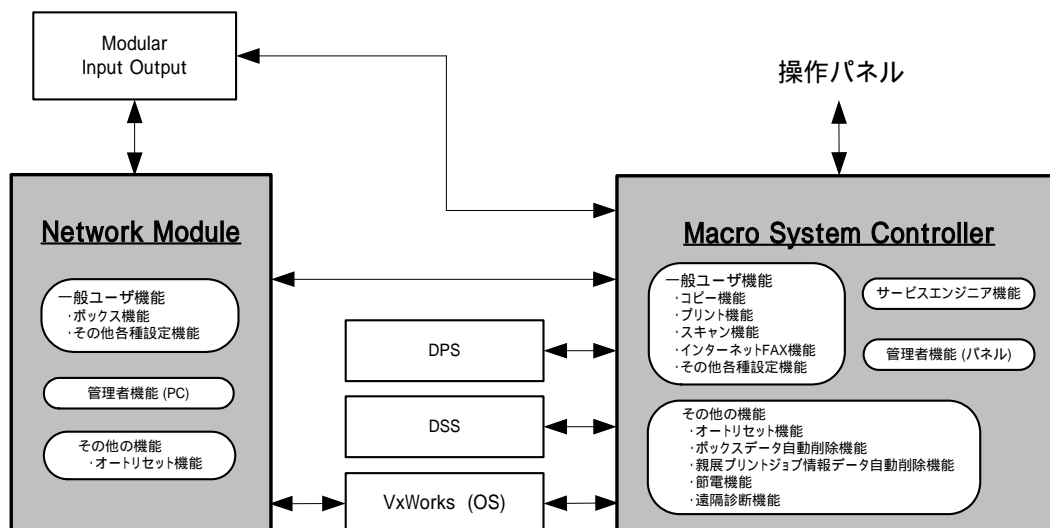 Modular
Input Output
操作パネル
Network Module
一般ユーザ機能
･ボックス機能
･その他各種設定機能
管理者機能 (PC)
その他の機能
･オートリセット機能
DPS
DSS
VxWorks (OS)
Macro System Controller
一般ユーザ機能
･コピー機能
･プリント機能
･スキャン機能
･インターネットFAX機能
･その他各種設定機能
サービスエンジニア機能
管理者機能 (パネル)
その他の機能
･オートリセット機能
･ボックスデータ自動削除機能
･親展プリントジョブ情報データ自動削除機能
･節電機能
･遠隔診断機能